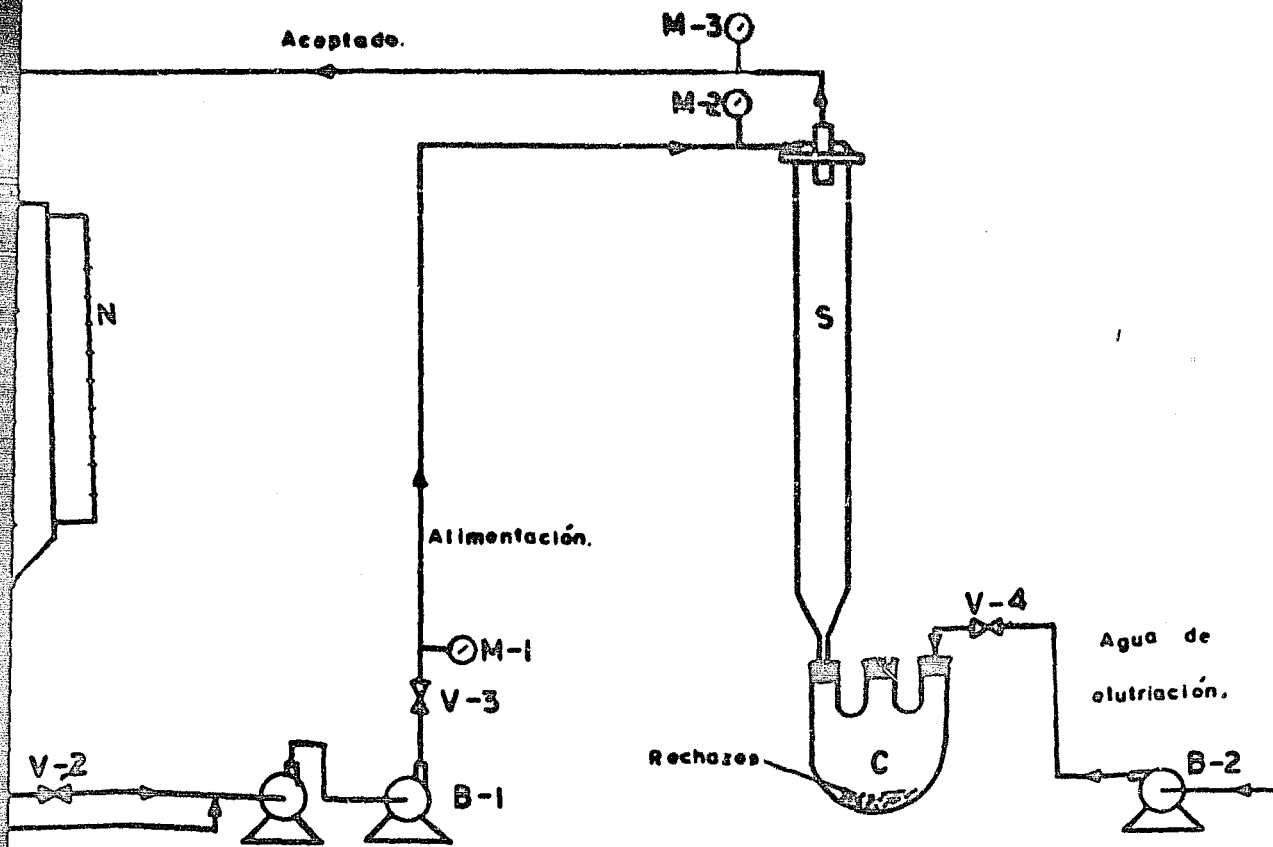 M-3
Aceptado.
M-2
N
S
Alimentación.
M-1
V-3
V-4
Agua de
elutriación.
V-2
B-1
Rechazos
C
B-2